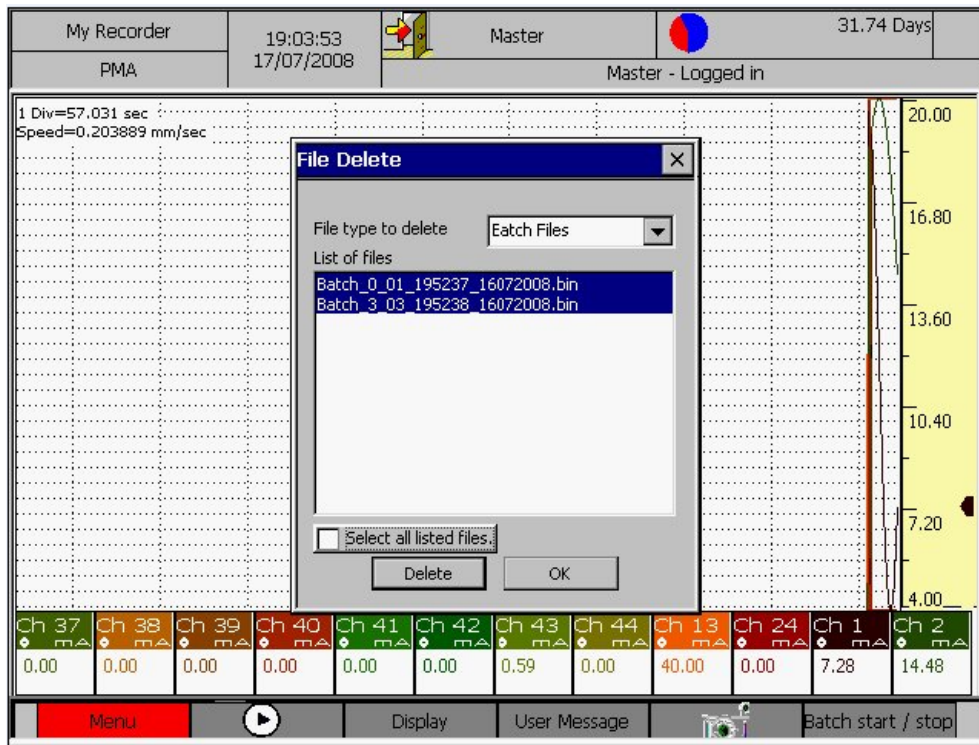 My Recorder
PMA
19:03:53
17/07/2008
Master
31.74 Days
Master - Logged in
1 Div=57.031 sec
Speed=0.203889 mm/sec
20.00
16.80
13.60
10.40
7.20
4.00
File Delete
File type to delete
Eatch Files
List of files
Batch_0_01_195237_16072008.bin
Batch_3_03_195238_16072008.bin
Select all listed files.
Delete
OK
Ch 37 Ch 38 Ch 39 Ch 40 Ch 41 Ch 42 Ch 43 Ch 44 Ch 13 Ch 24 Ch 1 Ch 2
mA mA mA mA mA mA mA mA mA mA mA mA
0.00 0.00 0.00 0.00 0.00 0.00 0.59 0.00 40.00 0.00 7.28 14.48
Menu
Display
User Message
Batch start / stop